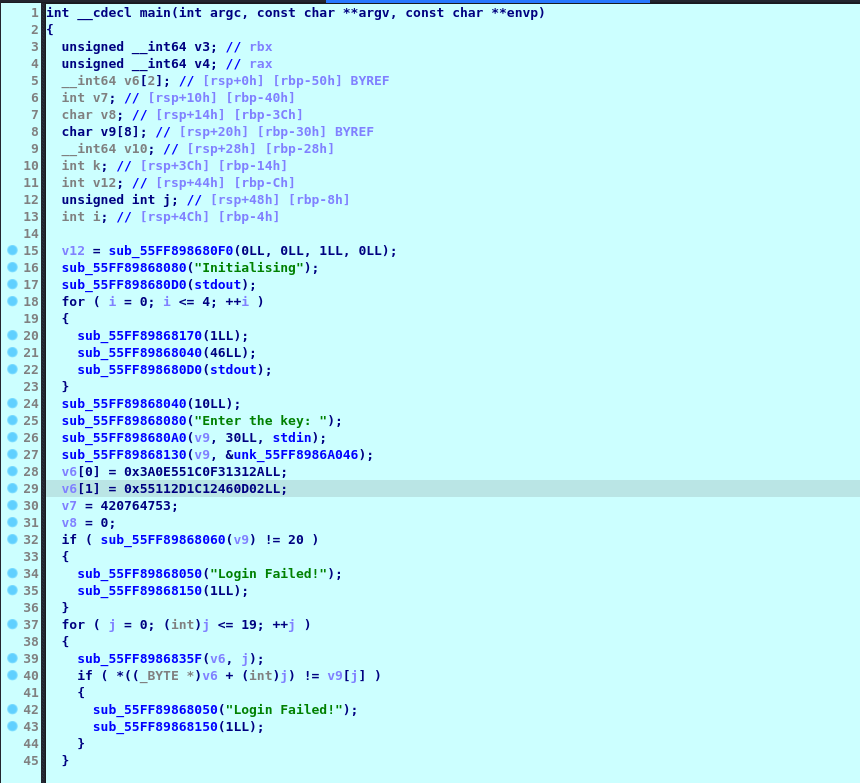 1 int __cdecl main(int argc, const char **argv, const char **envp)
2 {
3 unsigned __int64 v3; // rbx
4 unsigned __int64 v4; // rax
5 __int64 v6[2]; // [rsp+0h] [rbp-50h] BYREF
6 int v7; // [rsp+10h] [rbp-40h]
7 char v8; // [rsp+14h] [rbp-3Ch]
8 char v9[8]; // [rsp+20h] [rbp-30h] BYREF
9 __int64 v10; // [rsp+28h] [rbp-28h]
10 int k; // [rsp+3Ch] [rbp-14h]
11 int v12; // [rsp+44h] [rbp-Ch]
12 unsigned int j; // [rsp+48h] [rbp-8h]
13 int i; // [rsp+4Ch] [rbp-4h]
14
15 v12 = sub_55FF898680F0(0LL, 0LL, 1LL, 0LL);
16 sub_55FF89868080("Initialising");
17 sub_55FF898680D0(stdout);
18 for ( i = 0; i <= 4; ++i )
19 {
20 sub_55FF89868170(1LL);
21 sub_55FF89868040(46LL);
22 sub_55FF898680D0(stdout);
23 }
24 sub_55FF89868040(10LL);
25 sub_55FF89868080("Enter the key: ");
26 sub_55FF898680A0(v9, 30LL, stdin);
27 sub_55FF89868130(v9, &unk_55FF8986A046);
28 v6[0] = 0x3A0E551C0F31312ALL;
29 v6[1] = 0x55112D1C12460D02LL;
30 v7 = 420764753;
31 v8 = 0;
32 if ( sub_55FF89868060(v9) != 20 )
33 {
34 sub_55FF89868050("Login Failed!");
35 sub_55FF89868150(1LL);
36 }
37 for ( j = 0; (int)j <= 19; ++j )
38 {
39 sub_55FF8986835F(v6, j);
40 if ( *((_BYTE *)v6 + (int)j) != v9[j] )
41 {
42 sub_55FF89868050("Login Failed!");
43 sub_55FF89868150(1LL);
44 }
45 }